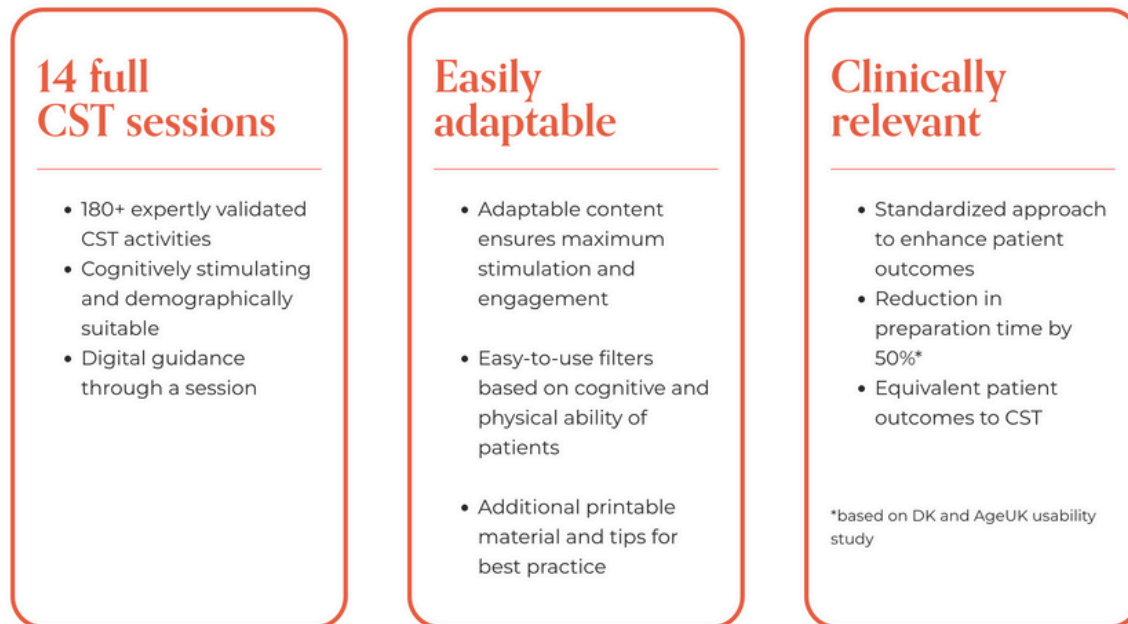 14 full
CST sessions
• 180+ expertly validated
CST activities
• Cognitively stimulating
and demographically
suitable
• Digital guidance
through a session
Easily
adaptable
• Adaptable content
ensures maximum
stimulation and
engagement
• Easy-to-use filters
based on cognitive and
physical ability of
patients
• Additional printable
material and tips for
best practice
Clinically
relevant
• Standardized approach
to enhance patient
outcomes
• Reduction in
preparation time by
50%*
• Equivalent patient
outcomes to CST
*based on DK and AgeUK usability
study